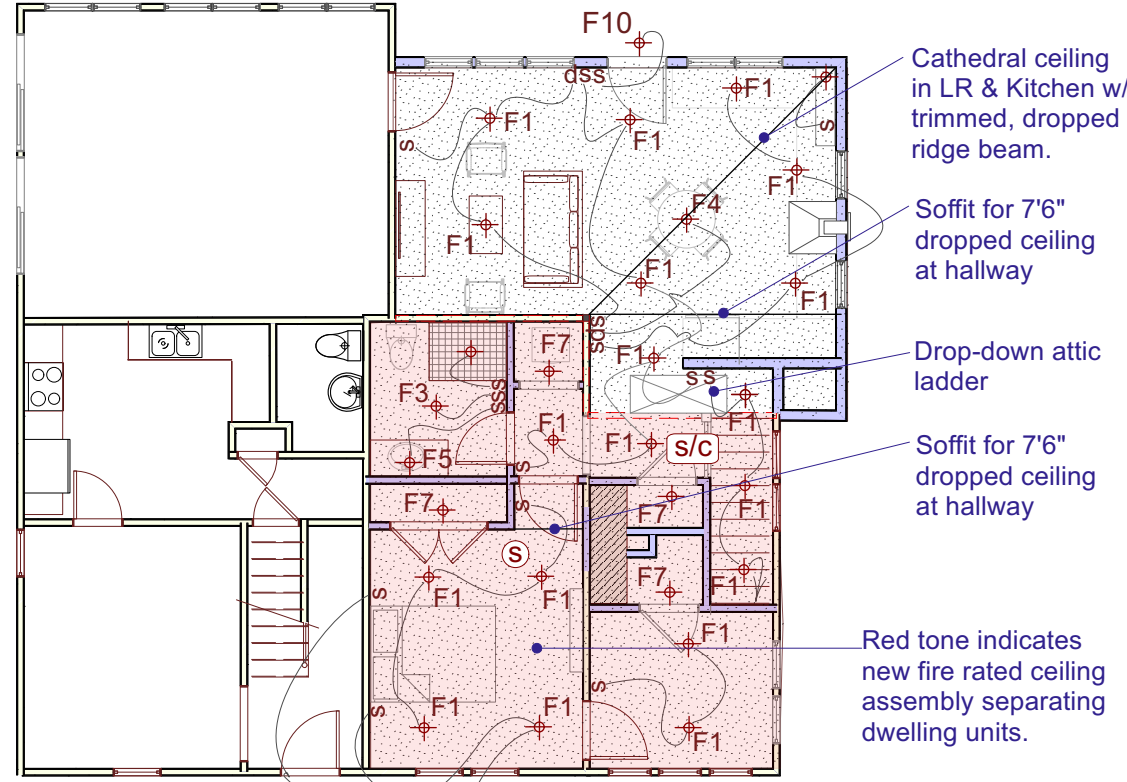 F10
Cathedral ceiling
in LR & Kitchen w/
trimmed, dropped
ridge beam.
dss
F1
F1
F1
s
s
F1
F1
F4
Soffit for 7'6"
dropped ceiling
at hallway
F1
F1
sds
F7
F1
ss
Drop-down attic
ladder
F3
sss
F1
F1
F1
s/c
F5
s
Soffit for 7'6"
dropped ceiling
at hallway
F7
s
F7
F1
S
F7
F1
F1
F1
s
F1
Red tone indicates
new fire rated ceiling
assembly separating
dwelling units.
s
s
F1
F1
F1